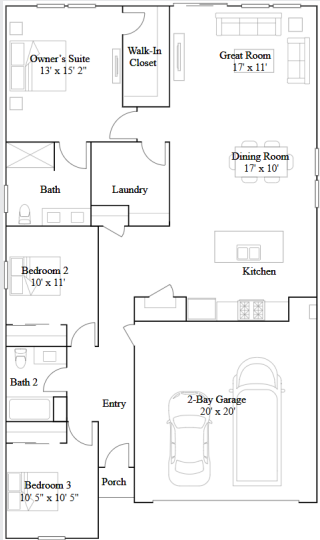 Owner's Suite
13' x 15' 2"
Walk-In
Closet
Great Room
17' x 11'
Dining Room
17' x 10'
Bath
Laundry
Kitchen
Bedroom 2
10' x 11'
Bath 2
Entry
2-Bay Garage
20' x 20'
Porch
Bedroom 3
10' 5" x 10' 5"